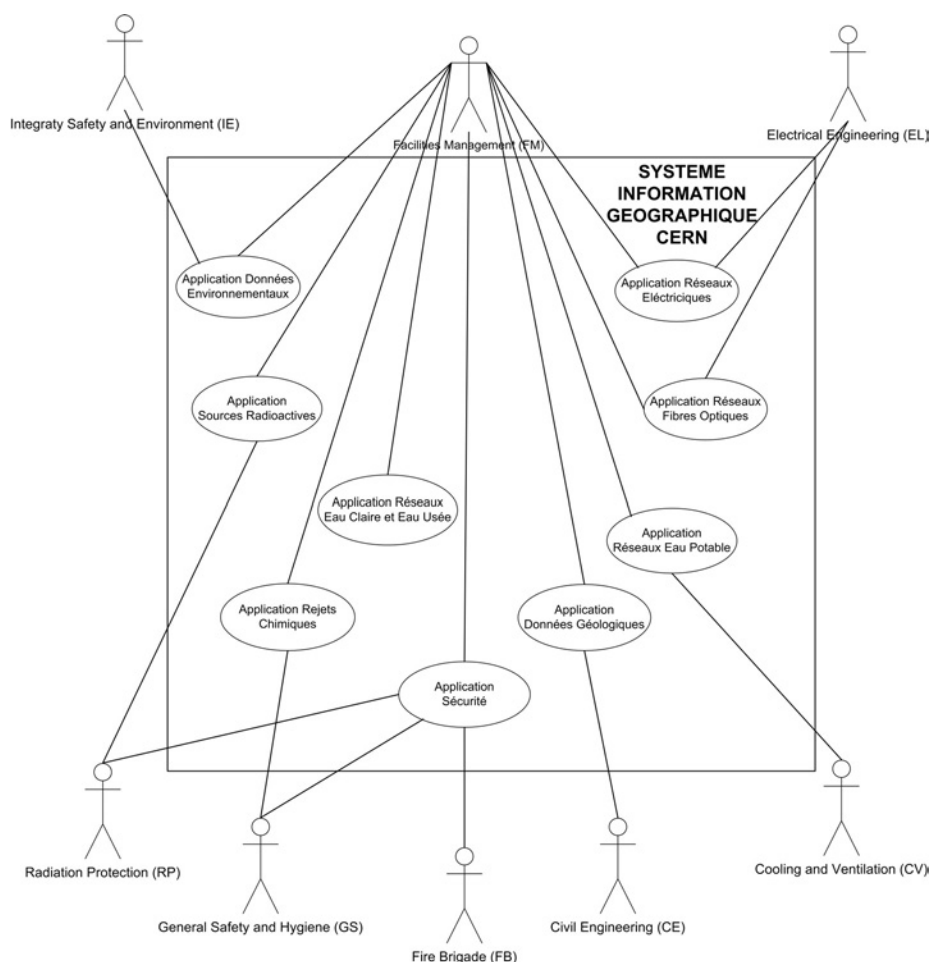 Integraty Safety and Environment (IE)
Facilities Management (FM)
Electrical Engineering (EL)
SYSTEME
INFORMATION
GEOGRAPHIQUE
CERN
Application Données
Environnementaux
Application Réseaux
Eléctriciques
Application
Sources Radioactives
Application Réseaux
Fibres Optiques
Application Réseaux
Eau Claire et Eau Usée
Application
Réseaux Eau Potable
Application Rejets
Chimiques
Application
Données Géologiques
Application
Sécurité
Radiation Protection (RP)
Cooling and Ventilation (CV)
General Safety and Hygiene (GS)
Civil Engineering (CE)
Fire Brigade (FB)